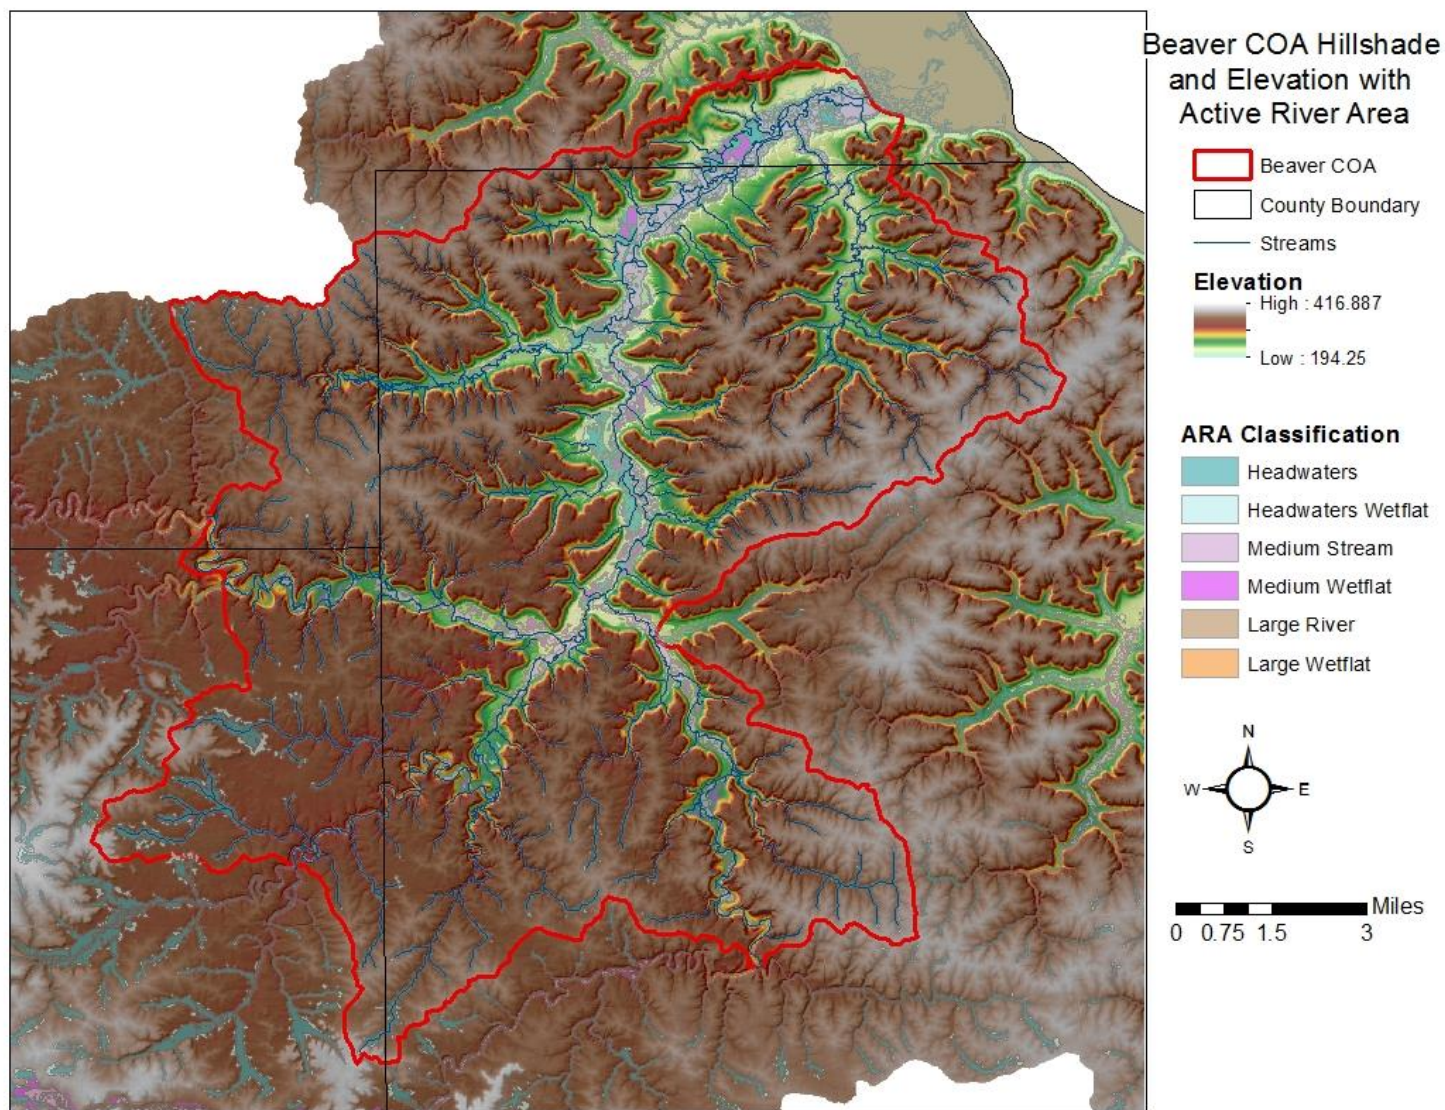 Beaver COA Hillshade
and Elevation with
Active River Area
Beaver COA
County Boundary
Streams
Elevation
High : 416.887
Low : 194.25
ARA Classification
Headwaters
Headwaters Wetflat
Medium Stream
Medium Wetflat
Large River
Large Wetflat
N
W E
S
Miles
0 0.75 1.5 3